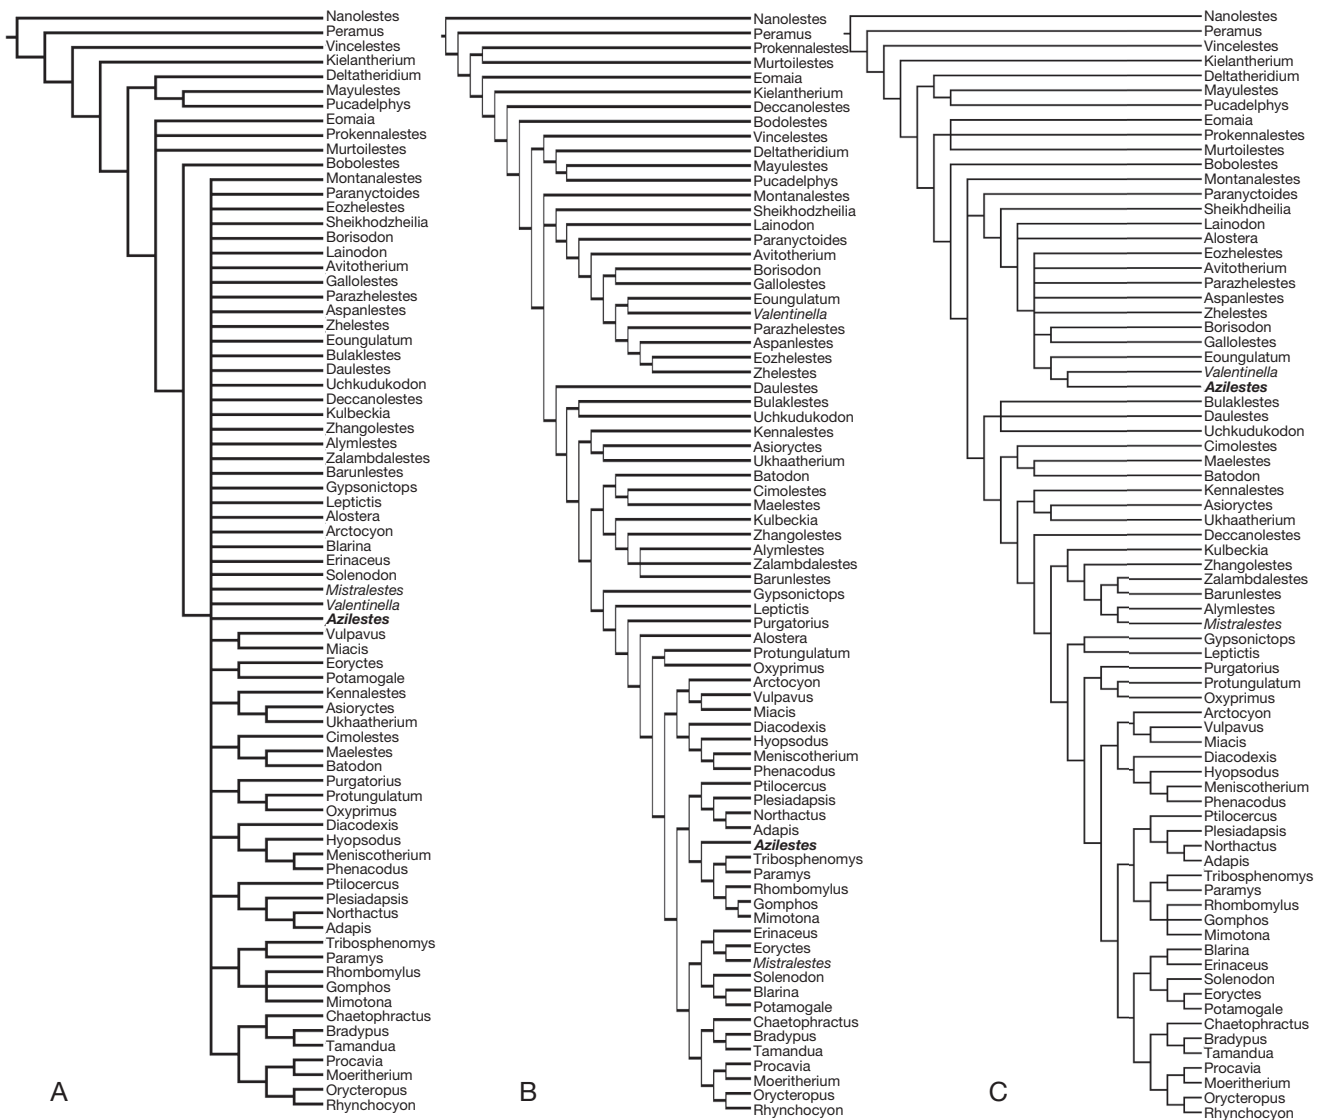 Nanolestes
Peramus
Vincelestes
Kielantherium
Deltatheridium
Mayulestes
Pucadelphys
Eomaia
Prokennalestes
Murtoilestes
Bobolestes
Montanalestes
Paranyctoides
Eozhelestes
Sheikhodzheilia
Borisodon
Lainodon
Avitotherium
Gallolestes
Parazhelestes
Aspanlestes
Zhelestes
Eoungulatum
Bulaklestes
Daulestes
Uchkudukodon
Deccanolestes
Kulbeckia
Zhangolestes
Alymlestes
Zalambdalestes
Barunlestes
Gypsonictops
Leptictis
Alostera
Arctocyon
Blarina
Erinaceus
Solenodon
Mistralestes
Valentinella
Azilestes
Vulpavus
Miacis
Eoryctes
Potamogale
Kennalestes
Asioryctes
Ukhaatherium
Cimolestes
Maelestes
Batodon
Purgatorius
Protungulatum
Oxyprimus
Diacodexis
Hyopsodus
Meniscotherium
Phenacodus
Ptilocercus
Plesiadapsis
Northactus
Adapis
Tribosphenomys
Paramys
Rhombomylus
Gomphos
Mimotona
Chaetophractus
Bradypus
Tamandua
Procavia
Moeritherium
Orycteropus
Rhynchocyon
A
Nanolestes
Peramus
Prokennalestes
Murtoilestes
Eomaia
Kielantherium
Deccanolestes
Bodolestes
Vincelestes
Deltatheridium
Mayulestes
Pucadelphys
Montanalestes
Sheikhodzheilia
Lainodon
Paranyctoides
Avitotherium
Borisodon
Gallolestes
Eoungulatum
Valentinella
Parazhelestes
Aspanlestes
Eozhelestes
Zhelestes
Daulestes
Bulaklestes
Uchkudukodon
Kennalestes
Asioryctes
Ukhaatherium
Batodon
Cimolestes
Maelestes
Kulbeckia
Zhangolestes
Alymlestes
Zalambdalestes
Barunlestes
Gypsonictops
Leptictis
Purgatorius
Alostera
Protungulatum
Oxyprimus
Arctocyon
Vulpavus
Miacis
Diacodexis
Hyopsodus
Meniscotherium
Phenacodus
Ptilocercus
Plesiadapsis
Northactus
Adapis
Azilestes
Tribosphenomys
Paramys
Rhombomylus
Gomphos
Mimotona
Erinaceus
Eoryctes
Mistralestes
Solenodon
Blarina
Potamogale
Chaetophractus
Bradypus
Tamandua
Procavia
Moeritherium
Orycteropus
Rhynchocyon
B
Nanolestes
Peramus
Vincelestes
Kielantherium
Deltatheridium
Mayulestes
Pucadelphys
Eomaia
Prokennalestes
Murtoilestes
Bobolestes
Montanalestes
Paranyctoides
Sheikhdheilia
Lainodon
Alostera
Eozhelestes
Avitotherium
Parazhelestes
Aspanlestes
Zhelestes
Borisodon
Gallolestes
Eoungulatum
Valentinella
Azilestes
Bulaklestes
Daulestes
Uchkudukodon
Cimolestes
Maelestes
Batodon
Kennalestes
Asioryctes
Ukhaatherium
Deccanolestes
Kulbeckia
Zhangolestes
Zalambdalestes
Barunlestes
Alymlestes
Mistralestes
Gypsonictops
Leptictis
Purgatorius
Protungulatum
Oxyprimus
Arctocyon
Vulpavus
Miacis
Diacodexis
Hyopsodus
Meniscotherium
Phenacodus
Ptilocercus
Plesiadapsis
Northactus
Adapis
Tribosphenomys
Paramys
Rhombomylus
Gomphos
Mimotona
Blarina
Erinaceus
Solenodon
Eoryctes
Potamogale
Chaetophractus
Bradypus
Tamandua
Procavia
Moeritherium
Orycteropus
Rhynchocyon
C